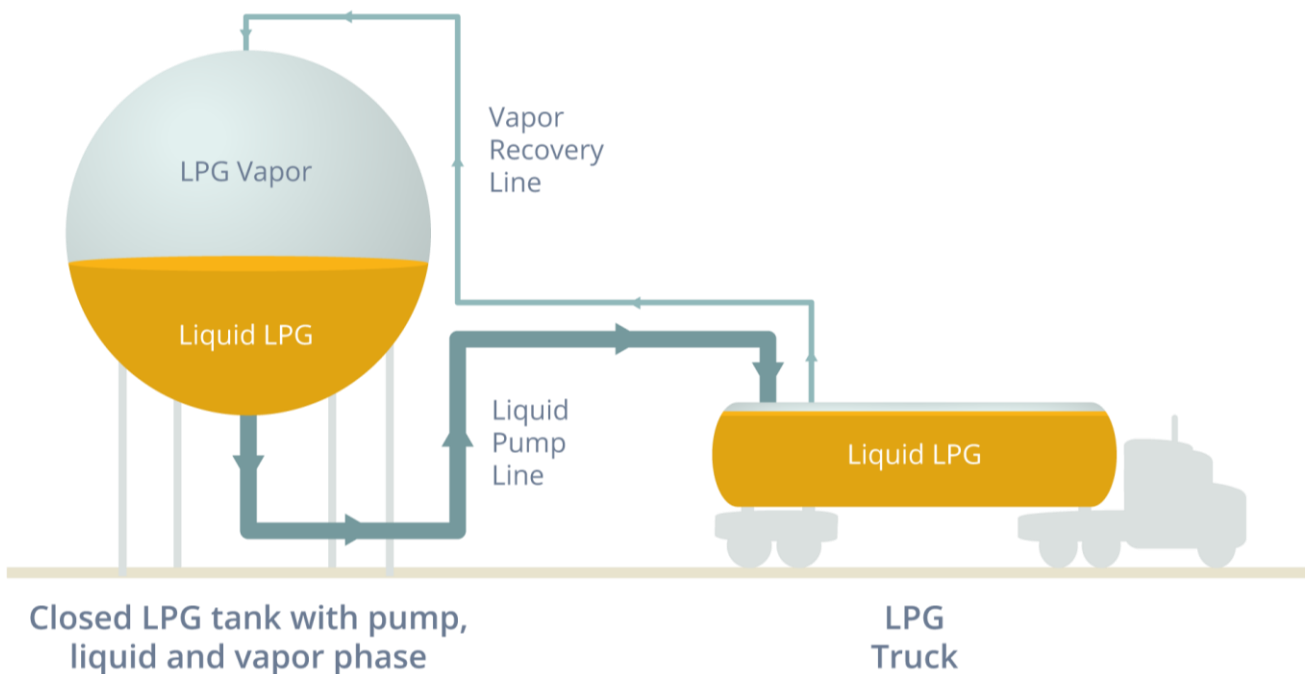 Vapor
Recovery
Line
LPG Vapor
Liquid LPG
Liquid
Pump
Line
Liquid LPG
Closed LPG tank with pump,
liquid and vapor phase
LPG
Truck